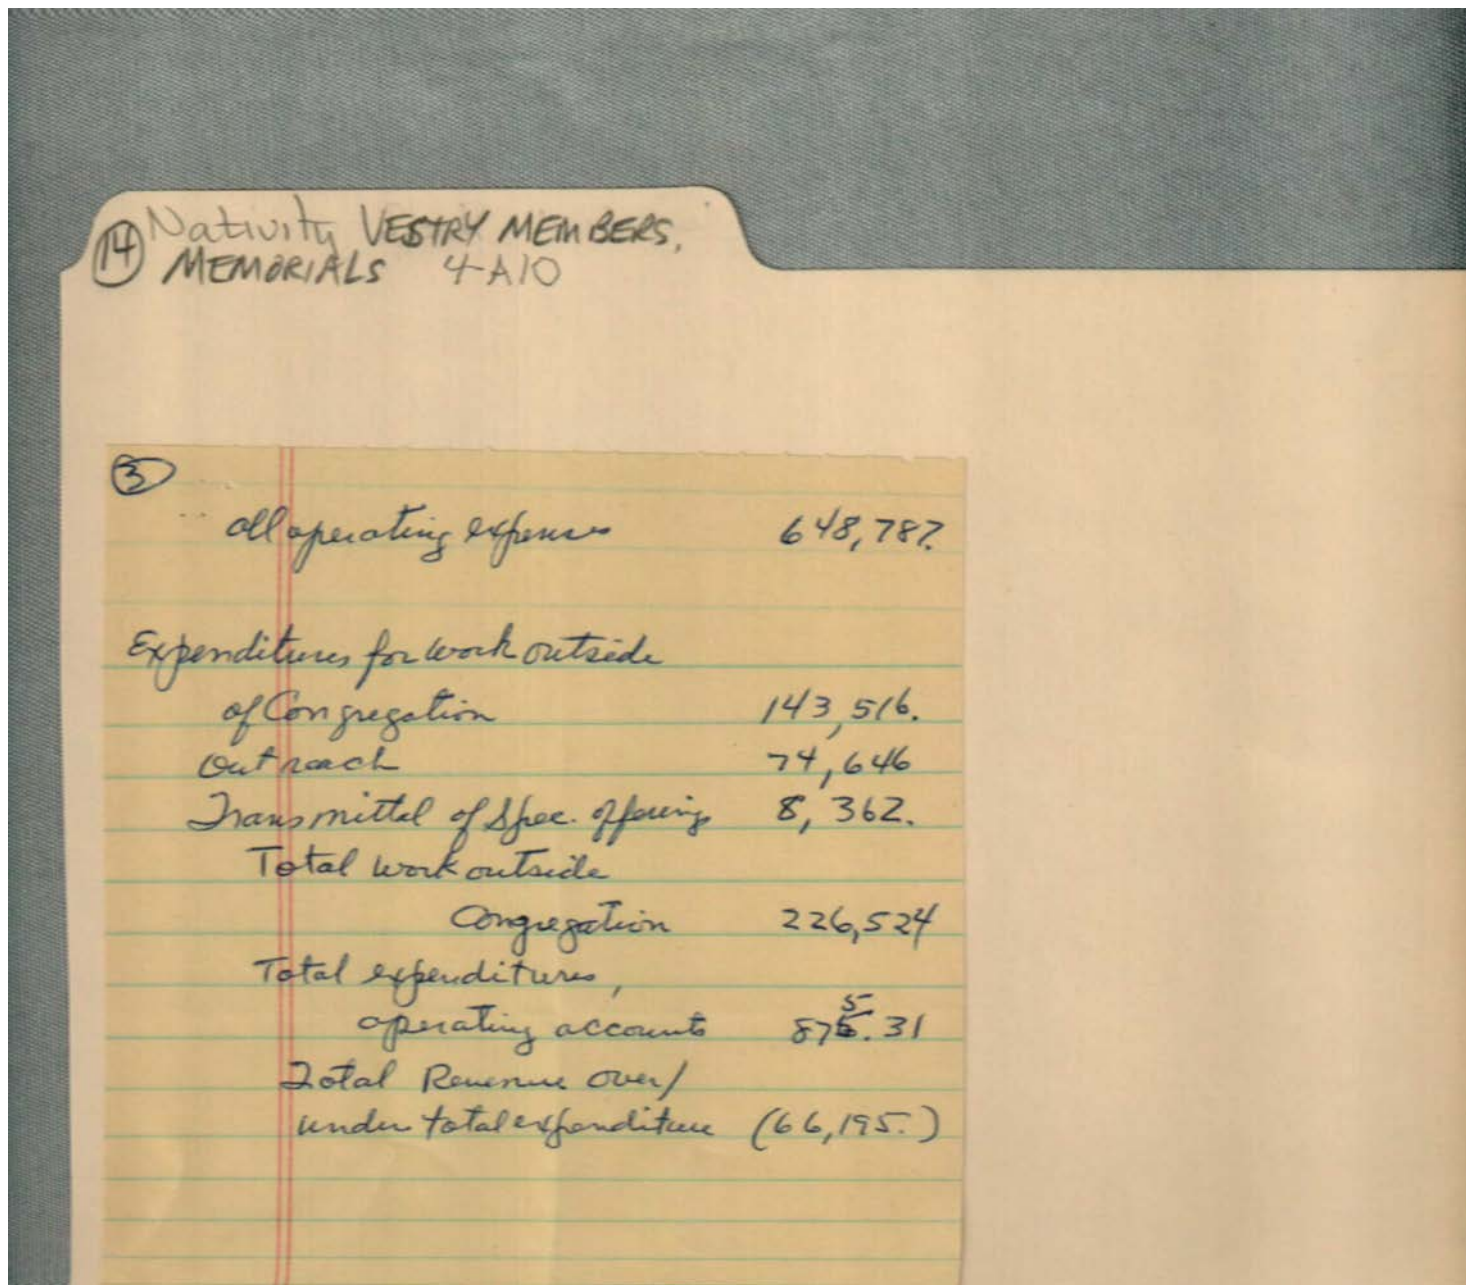 14 Nativity VESTRY MEMBERS,
MEMORIALS 4-A10
3
All operating expenses 648,787.
Expenditures for work outside
of Congregation 143,516.
Outreach 74,646
Transmittal of Spec. offerings 8,362.
Total work outside
Congregation 226,524
Total expenditures,
5
operating accounts 875.31
Total Revenue over/
under total expenditure (66,195.)